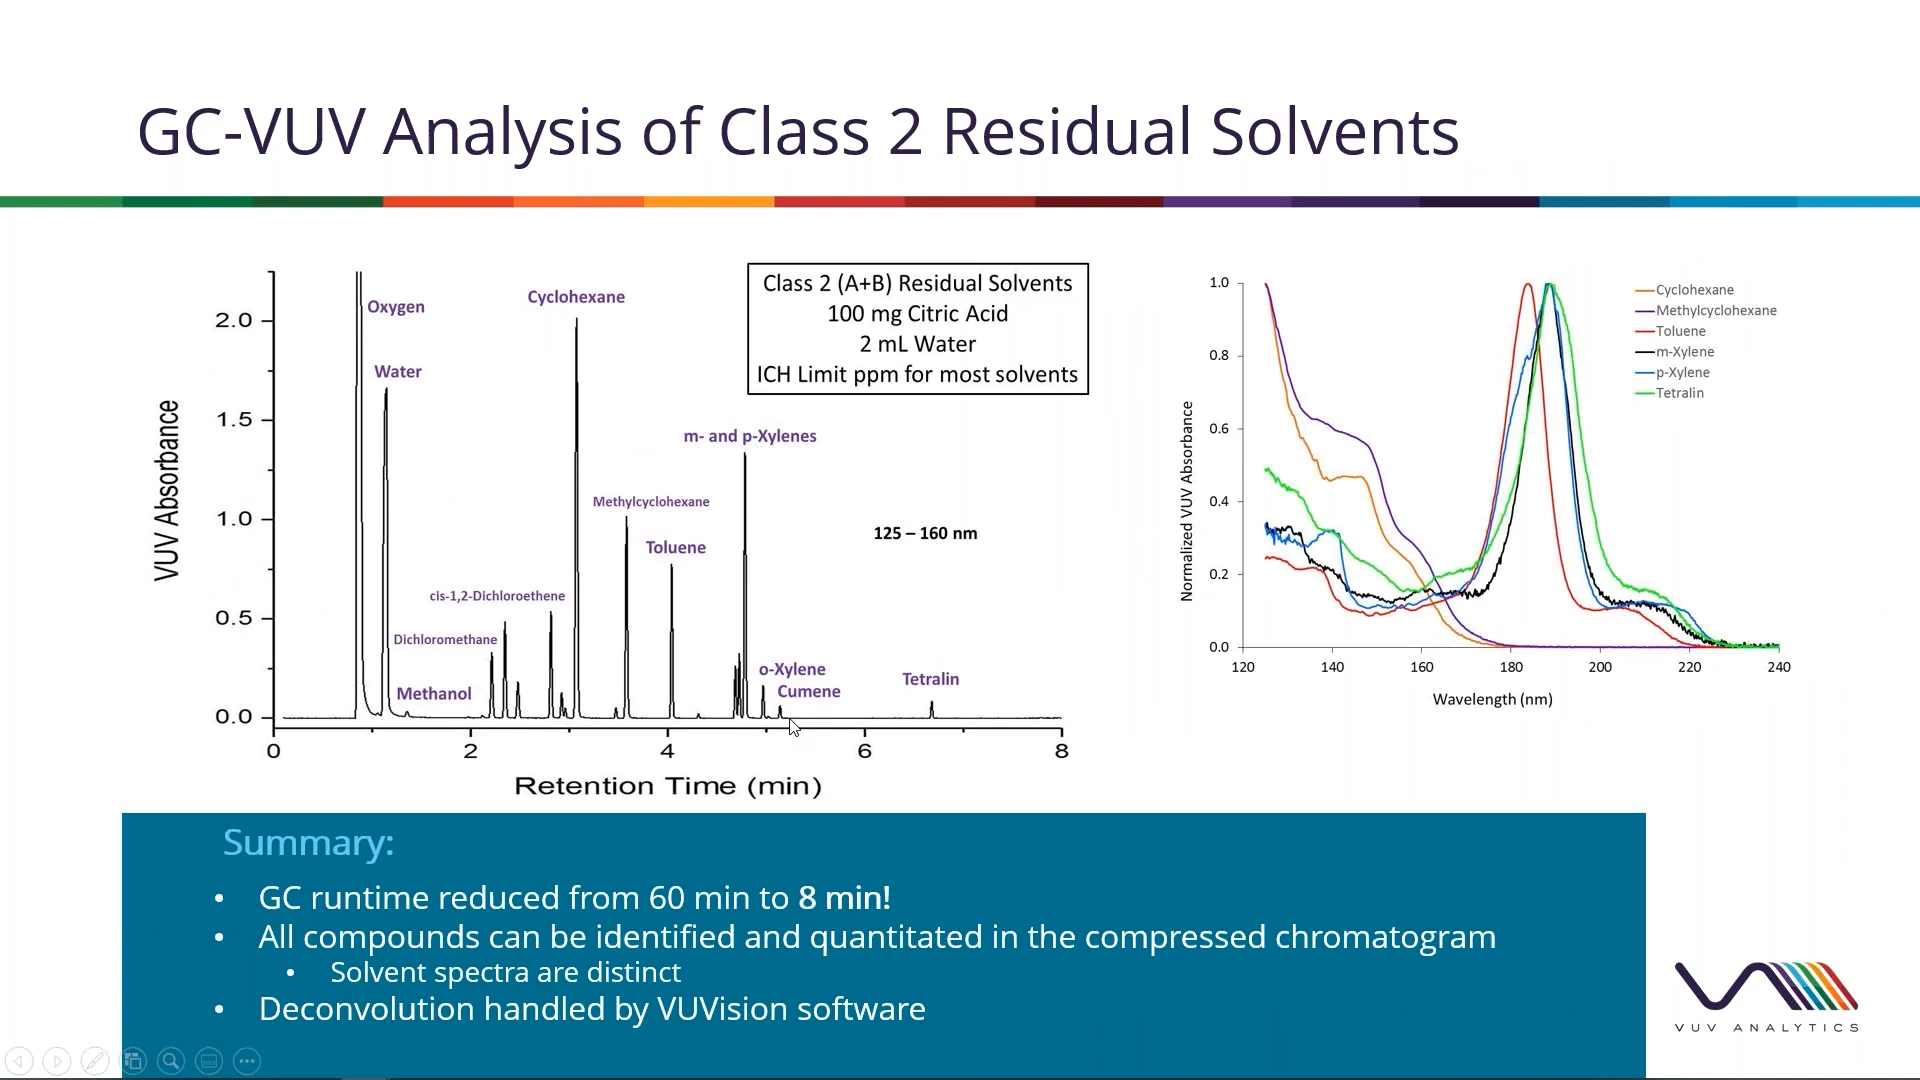 GC-VUV Analysis of Class 2 Residual Solvents
Class 2 (A+B) Residual Solvents
100 mg Citric Acid
2 mL Water
ICH Limit ppm for most solvents
VUV Absorbance
2.0
1.5
1.0
0.5
0.0
0
2
4
6
8
Retention Time (min)
Oxygen
Water
Cyclohexane
m- and p-Xylenes
Methylcyclohexane
Toluene
125 – 160 nm
cis-1,2-Dichloroethene
Dichloromethane
Methanol
o-Xylene
Cumene
Tetralin
Normalized VUV Absorbance
1.0
0.8
0.6
0.4
0.2
0.0
120
140
160
180
200
220
240
Wavelength (nm)
Cyclohexane
Methylcyclohexane
Toluene
m-Xylene
p-Xylene
Tetralin
Summary:
• GC runtime reduced from 60 min to 8 min!
• All compounds can be identified and quantitated in the compressed chromatogram
• Solvent spectra are distinct
• Deconvolution handled by VUVision software
VUV ANALYTICS